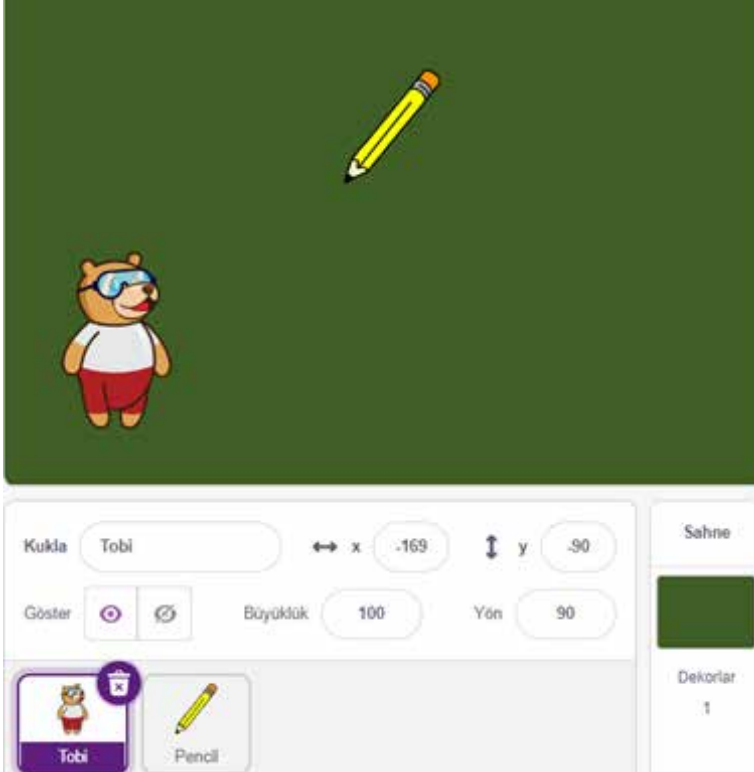 Kukla Tobi x -169 y -90
Sahne
Göster Büyüklük 100 Yön 90
Dekorlar
1
Tobi
Pencil